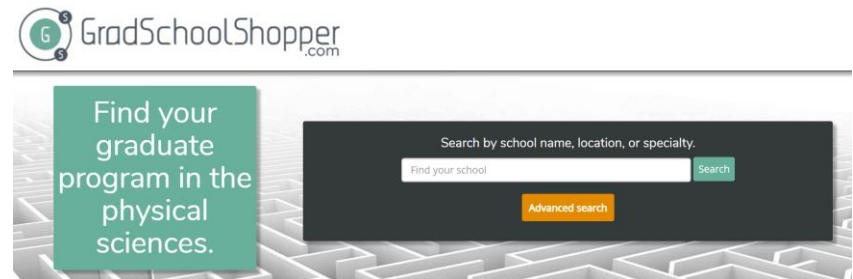 G S S
GradSchoolShopper
.com
Find your
graduate
program in the
physical
sciences.
Search by school name, location, or specialty.
Find your school
Search
Advanced search